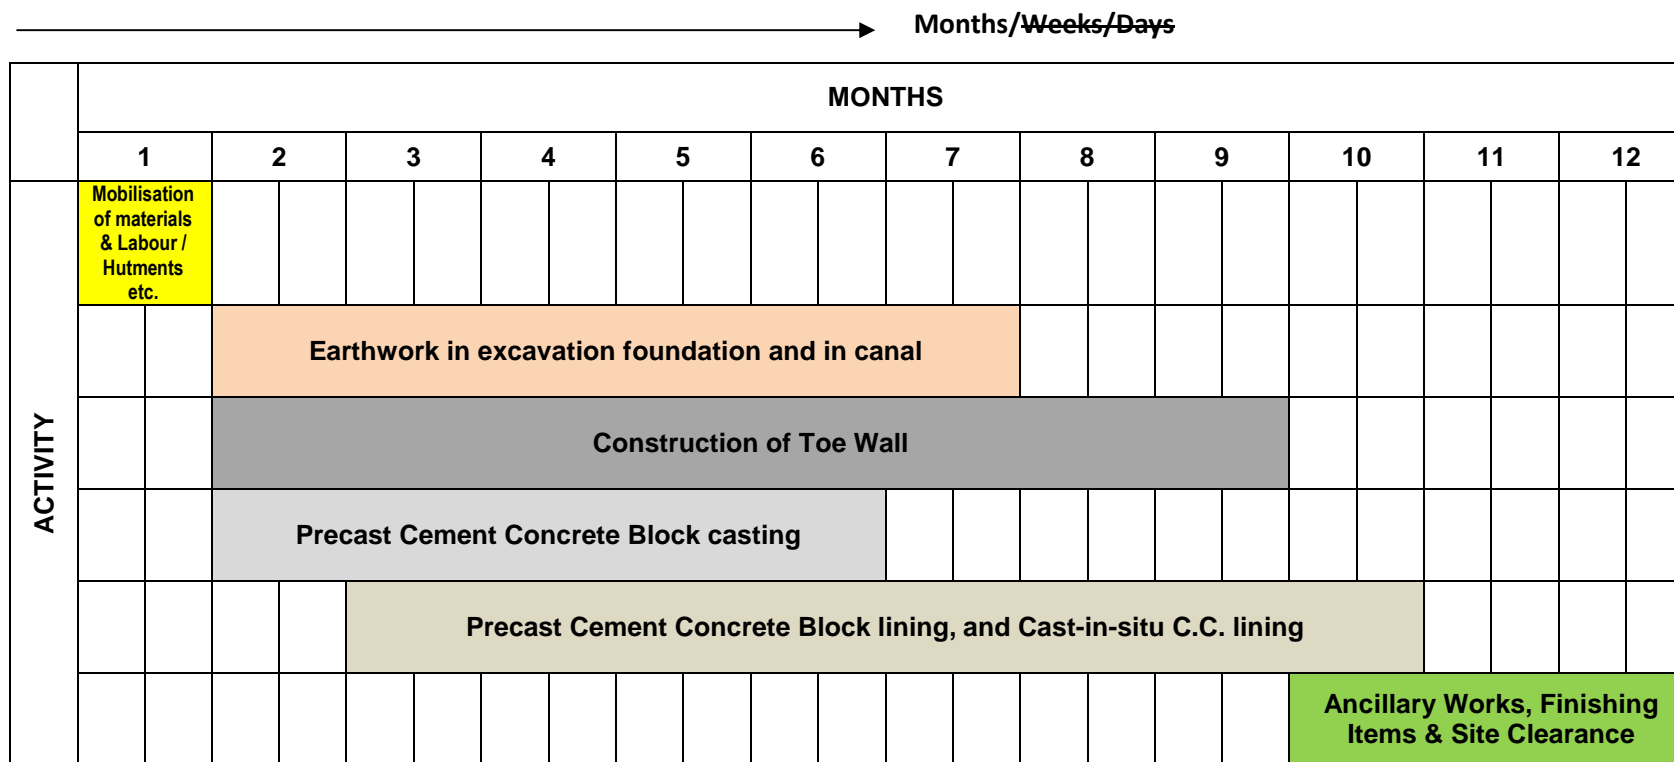 Months/Weeks/Days
MONTHS
1 2 3 4 5 6 7 8 9 10 11 12
ACTIVITY
Mobilisation
of materials
& Labour /
Hutments
etc.
Earthwork in excavation foundation and in canal
Construction of Toe Wall
Precast Cement Concrete Block casting
Precast Cement Concrete Block lining, and Cast-in-situ C.C. lining
Ancillary Works, Finishing
Items & Site Clearance